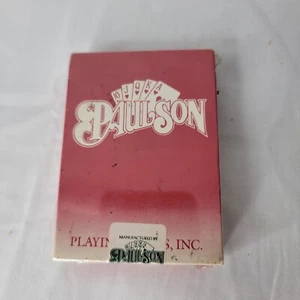 PAULSON
PLAYIN S, INC.
MANUFACTURED BY
PAULSON